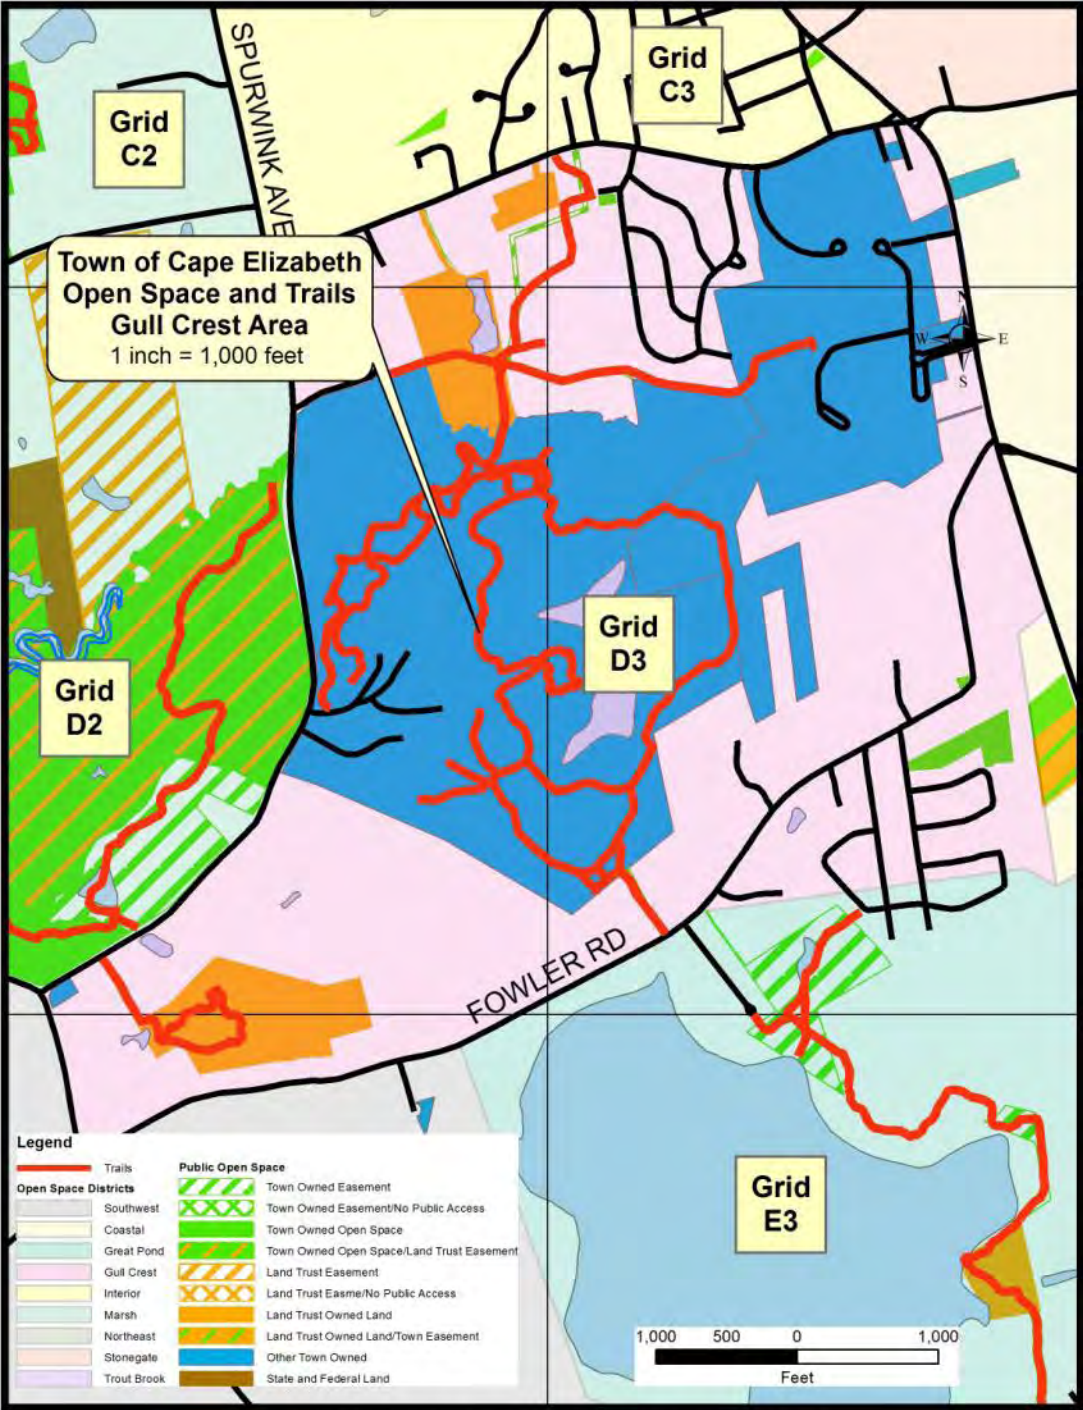 SPURWINK AVE
Grid
C3
Grid
C2
Town of Cape Elizabeth
Open Space and Trails
Gull Crest Area
1 inch = 1,000 feet
N
W
E
S
Grid
D3
Grid
D2
FOWLER RD
Grid
E3
Legend
Trails
Open Space Districts
Southwest
Coastal
Great Pond
Gull Crest
Interior
Marsh
Northeast
Stonegate
Trout Brook
Public Open Space
Town Owned Easement
Town Owned Easement/No Public Access
Town Owned Open Space
Town Owned Open Space/Land Trust Easement
Land Trust Easement
Land Trust Easme/No Public Access
Land Trust Owned Land
Land Trust Owned Land/Town Easement
Other Town Owned
State and Federal Land
1,000 500 0 1,000
Feet